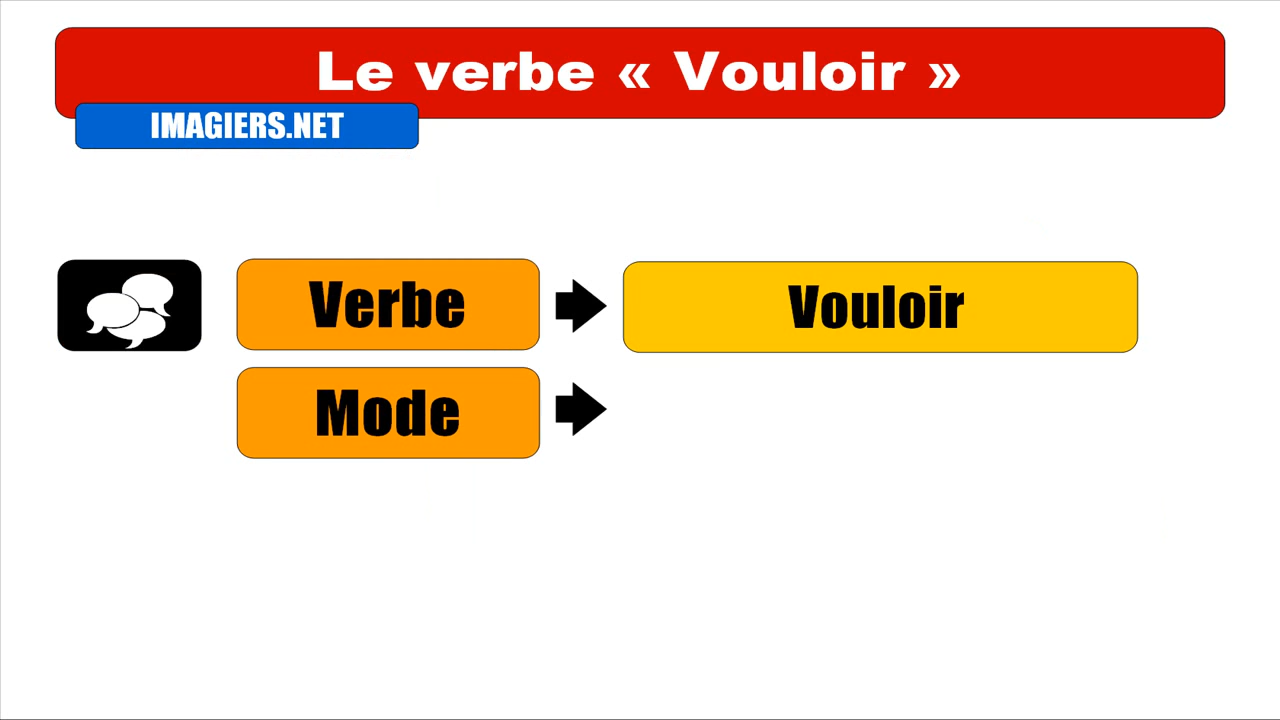 Le verbe « Vouloir »
IMAGIERS.NET
Verbe
Vouloir
Mode